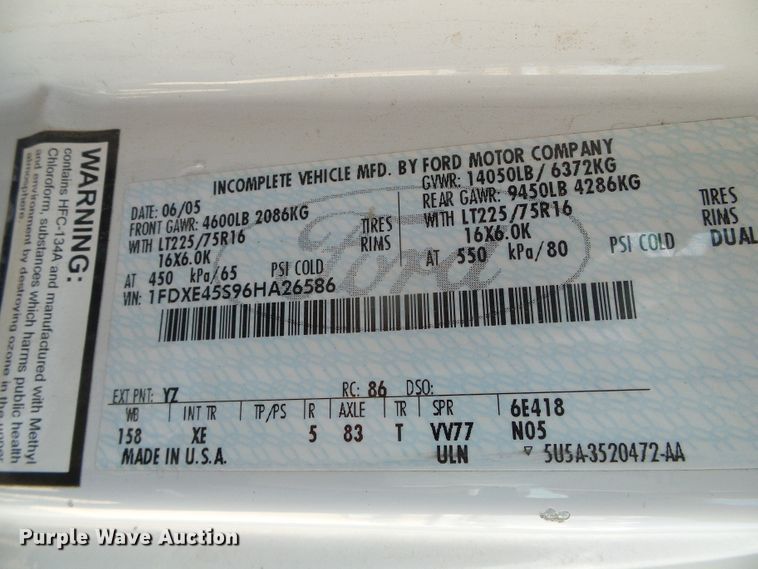 WARNING:
contains HFC-134A and manufactured with Methyl
Chloroform, substances which harms public health
and environment by destroying ozone in the upper
INCOMPLETE VEHICLE MFD. BY FORD MOTOR COMPANY
DATE: 06/05 GVWR: 14050LB/ 6372KG
FRONT GAWR: 4600LB 2086KG REAR GAWR: 9450LB 4286KG
WITH LT225/75R16 TIRES WITH LT225/75R16 TIRES
16X6.0K RINS 16X6.0K RINS
AT 450 kPa/65 PSI COLD AT 550 kPa/80 PSI COLD DUAL
VIN: 1FDXE45S96HA26586
Ford
EXT PNT: YZ RC: 86 DSO:
WB INT TR TP/PS R AXLE TR SPR 6E418
158 XE 5 83 T VV77 N05
MADE IN U.S.A. ULN 5U5A-3520472-AA
Purple Wave Auction